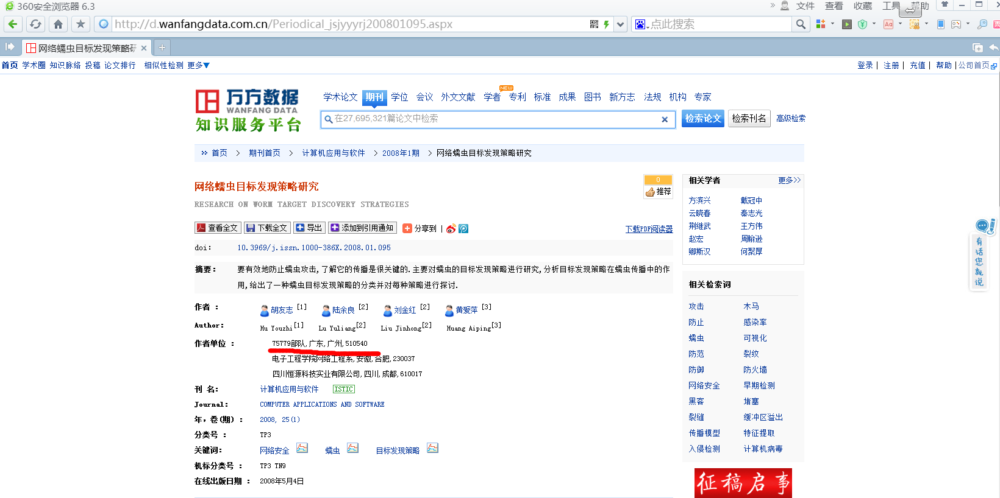 360安全浏览器 6.3
» 文件 查看 收藏 工具 帮助
http://d.wanfangdata.com.cn/Periodical_jsjyyyrj200801095.aspx
点此搜索
网络蠕虫目标发现策略研 ×
首页 学术圈 知识脉络 投稿 论文排行 相似性检测 更多▼
登录 | 注册 | 充值 | 帮助 | 公司首页
万方数据
WANFANG DATA
知识服务平台
NEW
学术论文 期刊 学位 会议 外文文献 学者 专利 标准 成果 图书 新方志 法规 机构 专家
在27,695,321篇论文中检索
检索论文 检索刊名 高级检索
首页 > 期刊首页 > 计算机应用与软件 > 2008年1期 > 网络蠕虫目标发现策略研究
网络蠕虫目标发现策略研究
RESEARCH ON WORM TARGET DISCOVERY STRATEGIES
0
推荐
查看全文 下载全文 导出 添加到引用通知 分享到 |
下载PDF阅读器
doi: 10.3969/j.issn.1000-386X.2008.01.095
摘要: 要有效地防止蠕虫攻击,了解它的传播是很关键的.主要对蠕虫的目标发现策略进行研究,分析目标发现策略在蠕虫传播中的作
用,给出了一种蠕虫目标发现策略的分类并对每种策略进行探讨.
作者 : 胡友志 [1] 陆余良 [2] 刘金红 [2] 黄爱萍 [3]
Author: Hu Youzhi[1] Lu Yuliang[2] Liu Jinhong[2] Huang Aiping[3]
作者单位 : 75779部队,广东,广州,510540
电子工程学院网络工程系,安徽,合肥,230037
四川恒源科技实业有限公司,四川,成都,610017
刊 名: 计算机应用与软件 ISTIC
Journal: COMPUTER APPLICATIONS AND SOFTWARE
年,卷(期) : 2008, 25(1)
分类号 : TP3
关键词: 网络安全 蠕虫 目标发现策略
机标分类号 : TP3 TN9
在线出版日期 : 2008年5月4日
相关学者 更多>>
方滨兴 戴冠中
云晓春 秦志光
荆继武 王方伟
赵宏 周翰逊
卿斯汉 何聚厚
相关检索词
攻击 木马
防止 感染率
蠕虫 可视化
防范 裂纹
防御 防火墙
网络安全 早期检测
黑客 堵塞
裂缝 缓冲区溢出
传播模型 特征提取
入侵检测 计算机病毒
征稿启事
有话您就说